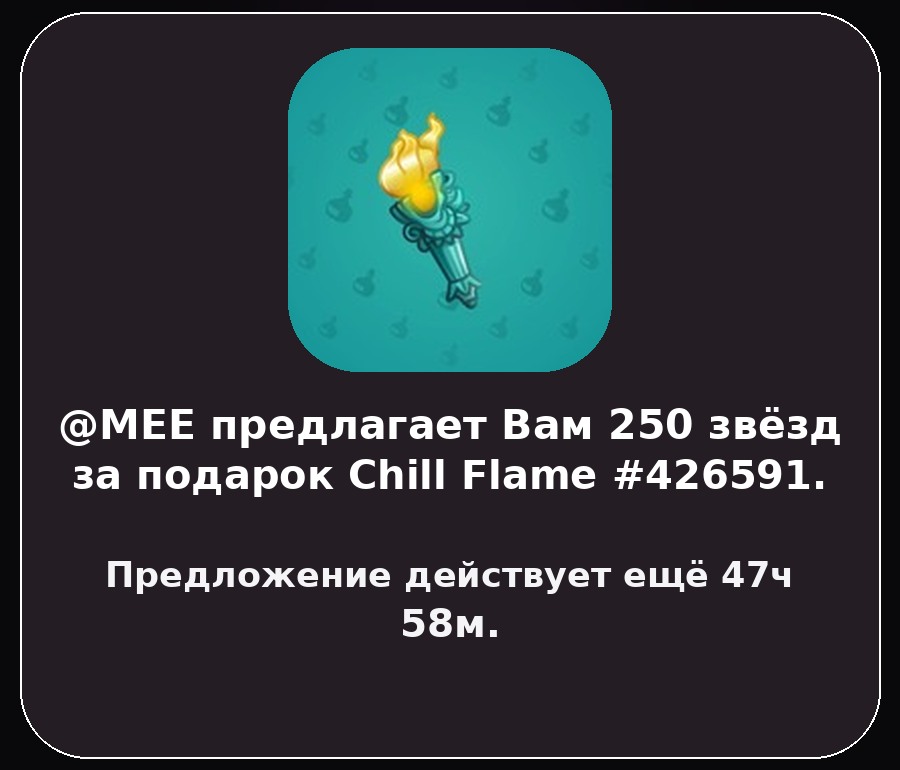 @MEE предлагает Вам 250 звёзд
за подарок Chill Flame #426591.
Предложение действует ещё 47ч
58м.